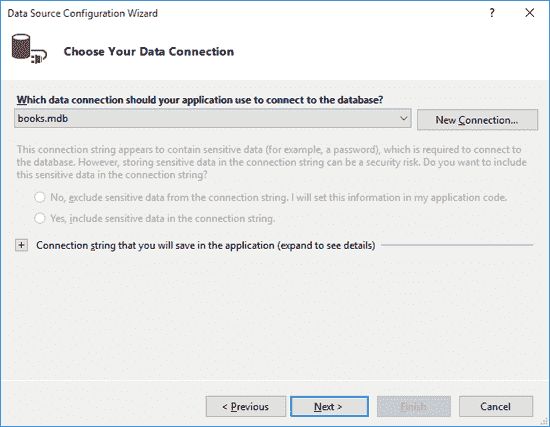 Data Source Configuration Wizard
?
Choose Your Data Connection
Which data connection should your application use to connect to the database?
books.mdb
New Connection...
This connection string appears to contain sensitive data (for example, a password), which is required to connect to
the database. However, storing sensitive data in the connection string can be a security risk. Do you want to include
this sensitive data in the connection string?
No, exclude sensitive data from the connection string. I will set this information in my application code.
Yes, include sensitive data in the connection string.
+ Connection string that you will save in the application (expand to see details)
< Previous
Next >
Finish
Cancel